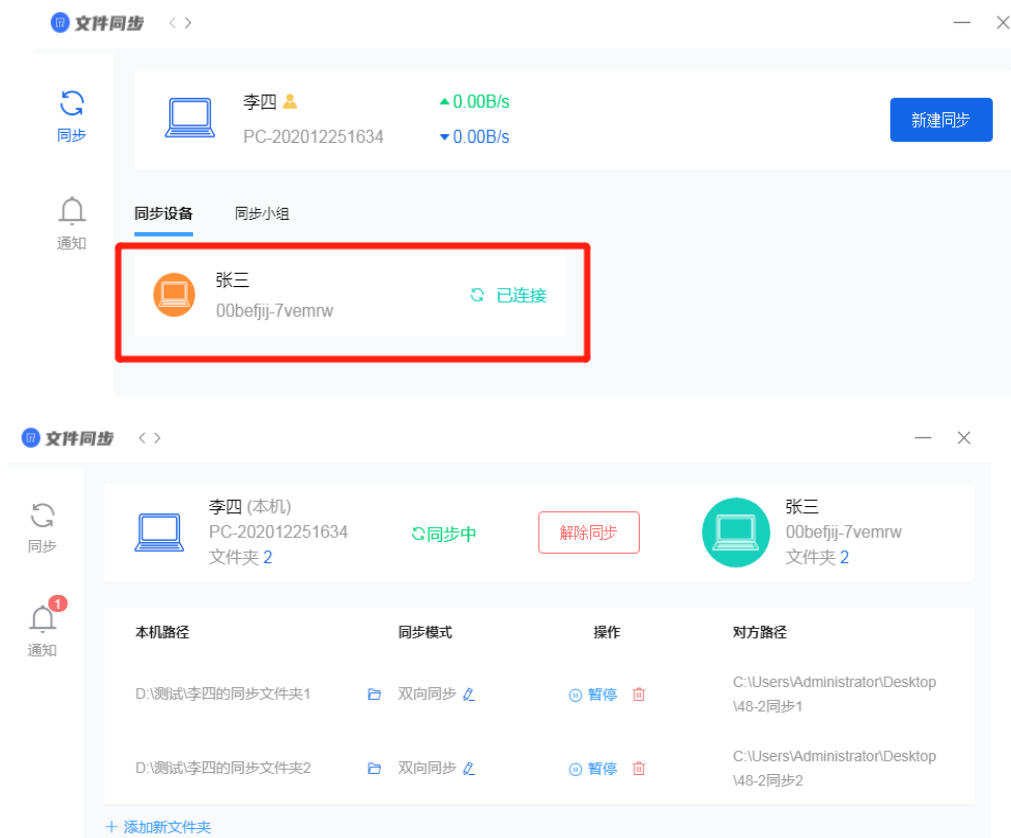 文件同步
李四
0.00B/s
新建同步
PC-202012251634
0.00B/s
同步
同步设备
同步小组
通知
张三
00befjij-7vemrw
已连接
文件同步
李四 (本机)
PC-202012251634
文件夹 2
同步中
解除同步
张三
00befjij-7vemrw
文件夹 2
同步
1
通知
本机路径
同步模式
操作
对方路径
D:\测试\李四的同步文件夹1
双向同步
暂停
C:\Users\Administrator\Desktop
\48-2同步1
D:\测试\李四的同步文件夹2
双向同步
暂停
C:\Users\Administrator\Desktop
\48-2同步2
添加新文件夹